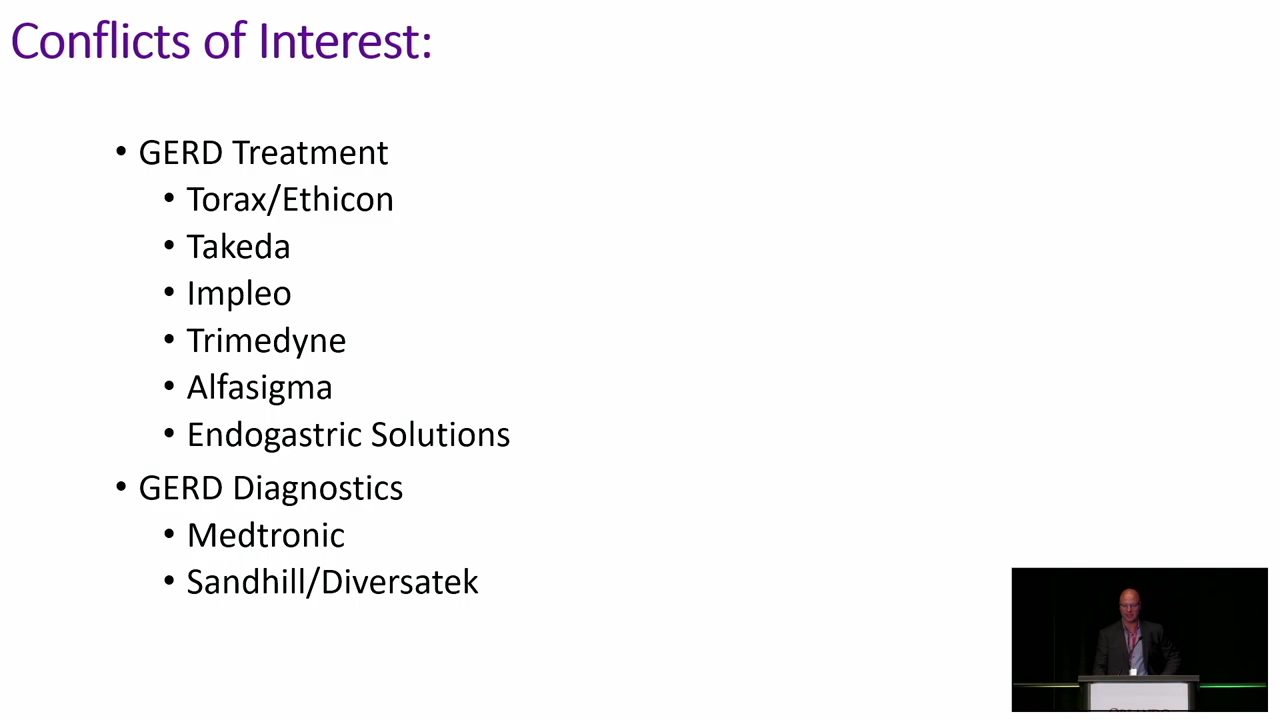 Conflicts of Interest:
• GERD Treatment
• Torax/Ethicon
• Takeda
• Impleo
• Trimedyne
• Alfasigma
• Endogastric Solutions
• GERD Diagnostics
• Medtronic
• Sandhill/Diversatek